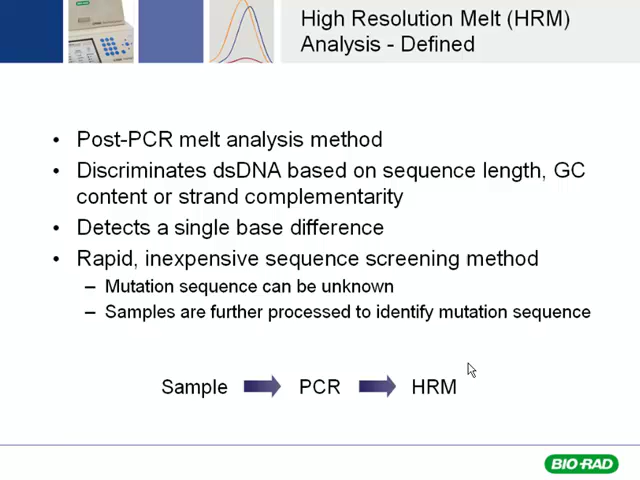 High Resolution Melt (HRM)
Analysis - Defined
• Post-PCR melt analysis method
• Discriminates dsDNA based on sequence length, GC
content or strand complementarity
• Detects a single base difference
• Rapid, inexpensive sequence screening method
– Mutation sequence can be unknown
– Samples are further processed to identify mutation sequence
Sample PCR HRM
BIO-RAD